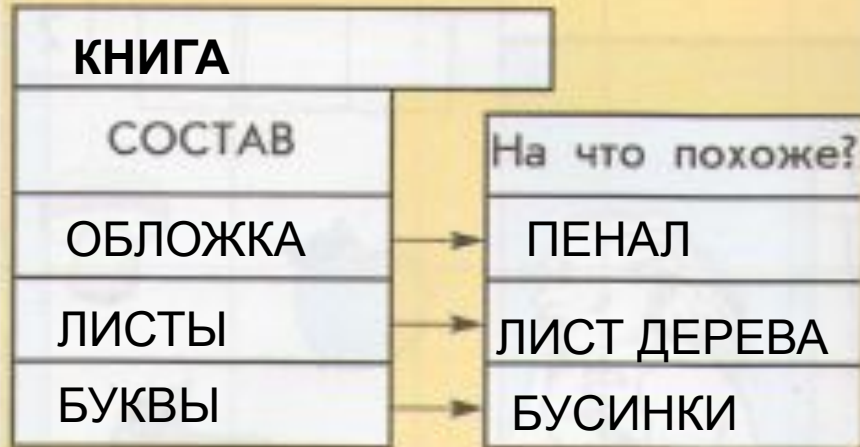 КНИГА
СОСТАВ
На что похоже?
ОБЛОЖКА
ПЕНАЛ
ЛИСТЫ
ЛИСТ ДЕРЕВА
БУКВЫ
БУСИНКИ